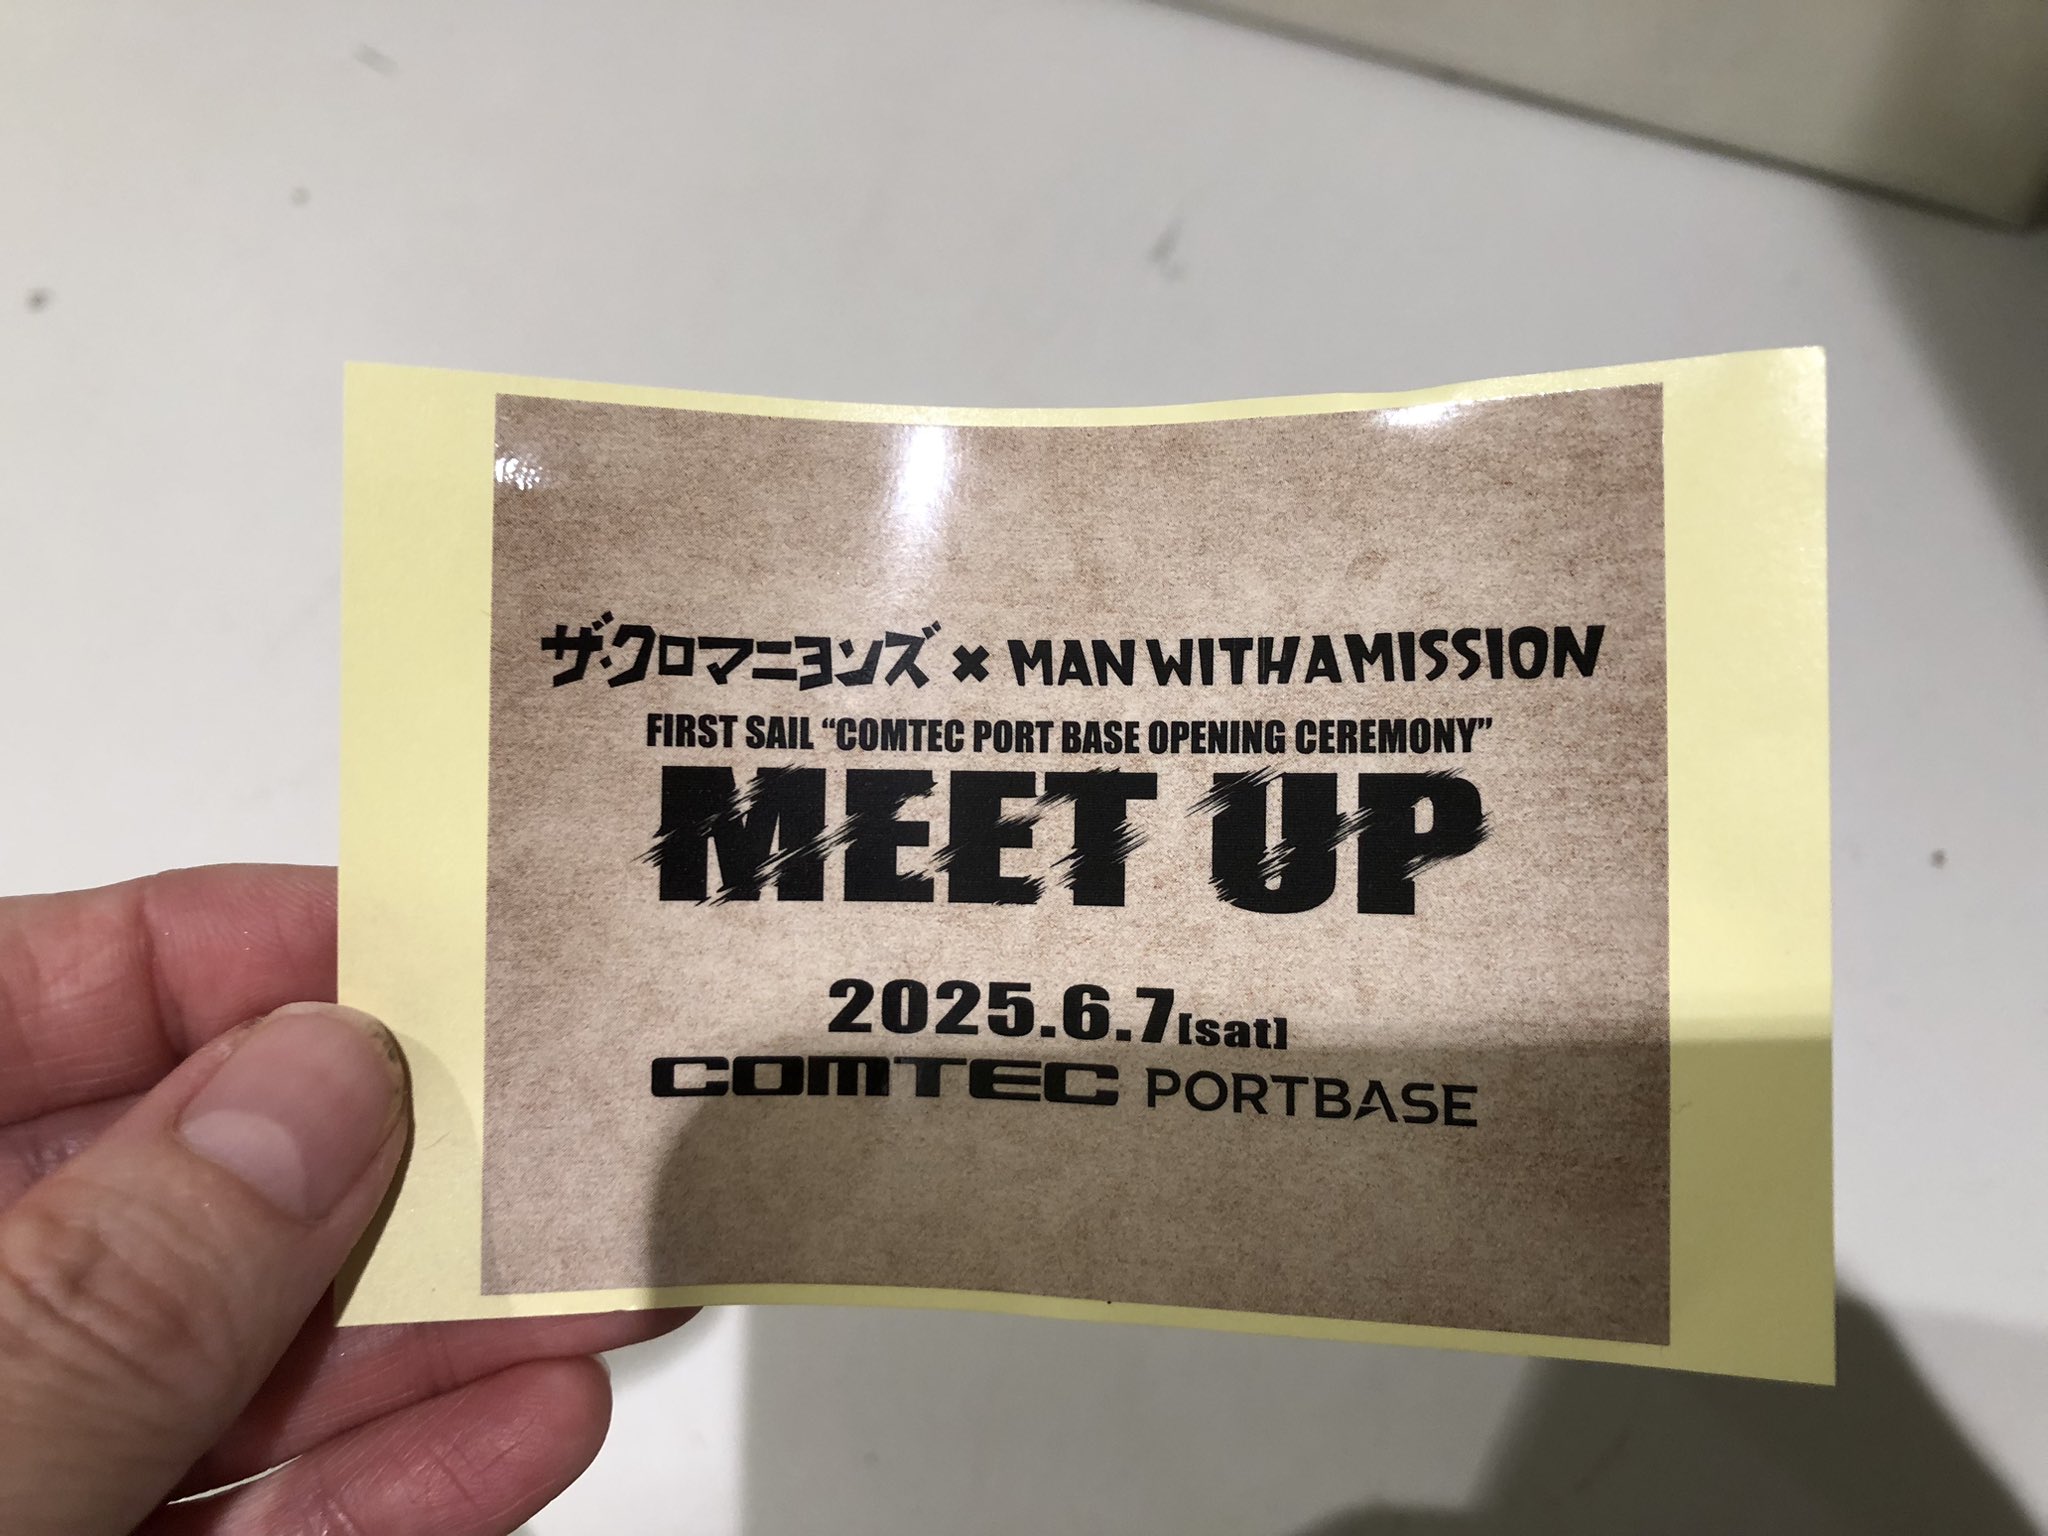 ザ・クロマニヨンズ × MAN WITH A MISSION
FIRST SAIL “COMTEC PORT BASE OPENING CEREMONY”
MEET UP
2025.6.7[sat]
COMTEC PORTBASE